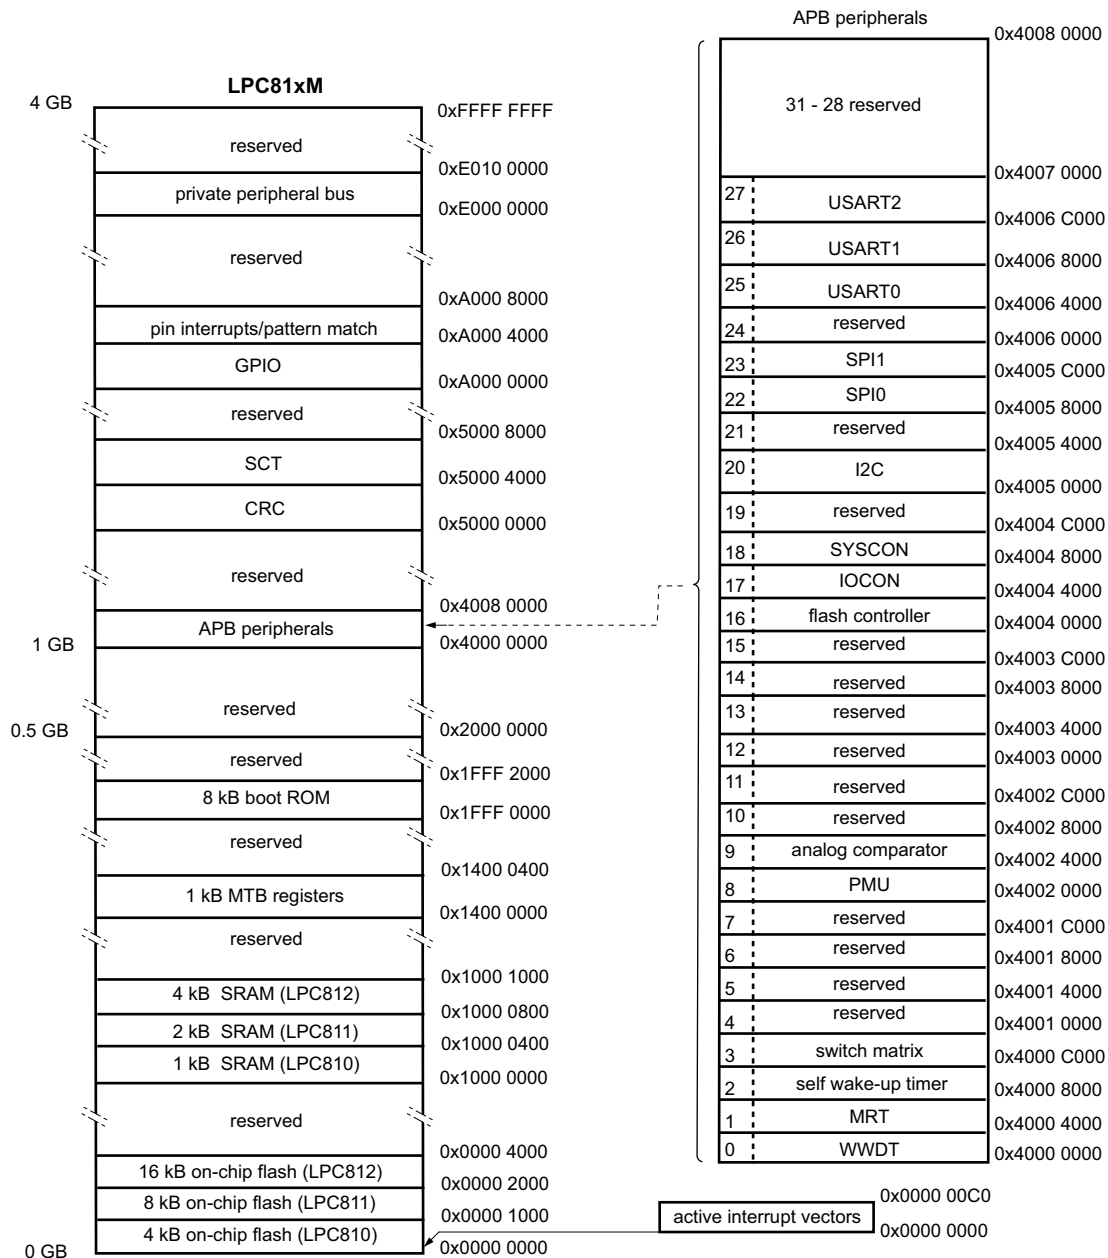 APB peripherals
0x4008 0000
LPC81xM
4 GB
0xFFFF FFFF
reserved
0xE010 0000
private peripheral bus
0xE000 0000
reserved
0xA000 8000
pin interrupts/pattern match
0xA000 4000
GPIO
0xA000 0000
reserved
0x5000 8000
SCT
0x5000 4000
CRC
0x5000 0000
reserved
0x4008 0000
APB peripherals
1 GB
0x4000 0000
reserved
0.5 GB
0x2000 0000
reserved
0x1FFF 2000
8 kB boot ROM
0x1FFF 0000
reserved
0x1400 0400
1 kB MTB registers
0x1400 0000
reserved
0x1000 1000
4 kB SRAM (LPC812)
0x1000 0800
2 kB SRAM (LPC811)
0x1000 0400
1 kB SRAM (LPC810)
0x1000 0000
reserved
0x0000 4000
16 kB on-chip flash (LPC812)
0x0000 2000
8 kB on-chip flash (LPC811)
0x0000 1000
4 kB on-chip flash (LPC810)
0x0000 0000
0 GB
31 - 28 reserved
0x4007 0000
27 USART2
0x4006 C000
26 USART1
0x4006 8000
25 USART0
0x4006 4000
24 reserved
0x4006 0000
23 SPI1
0x4005 C000
22 SPI0
0x4005 8000
21 reserved
0x4005 4000
20 I2C
0x4005 0000
19 reserved
0x4004 C000
18 SYSCON
0x4004 8000
17 IOCON
0x4004 4000
16 flash controller
0x4004 0000
15 reserved
0x4003 C000
14 reserved
0x4003 8000
13 reserved
0x4003 4000
12 reserved
0x4003 0000
11 reserved
0x4002 C000
10 reserved
0x4002 8000
9 analog comparator
0x4002 4000
8 PMU
0x4002 0000
7 reserved
0x4001 C000
6 reserved
0x4001 8000
5 reserved
0x4001 4000
4 reserved
0x4001 0000
3 switch matrix
0x4000 C000
2 self wake-up timer
0x4000 8000
1 MRT
0x4000 4000
0 WWDT
0x4000 0000
0x0000 00C0
active interrupt vectors
0x0000 0000